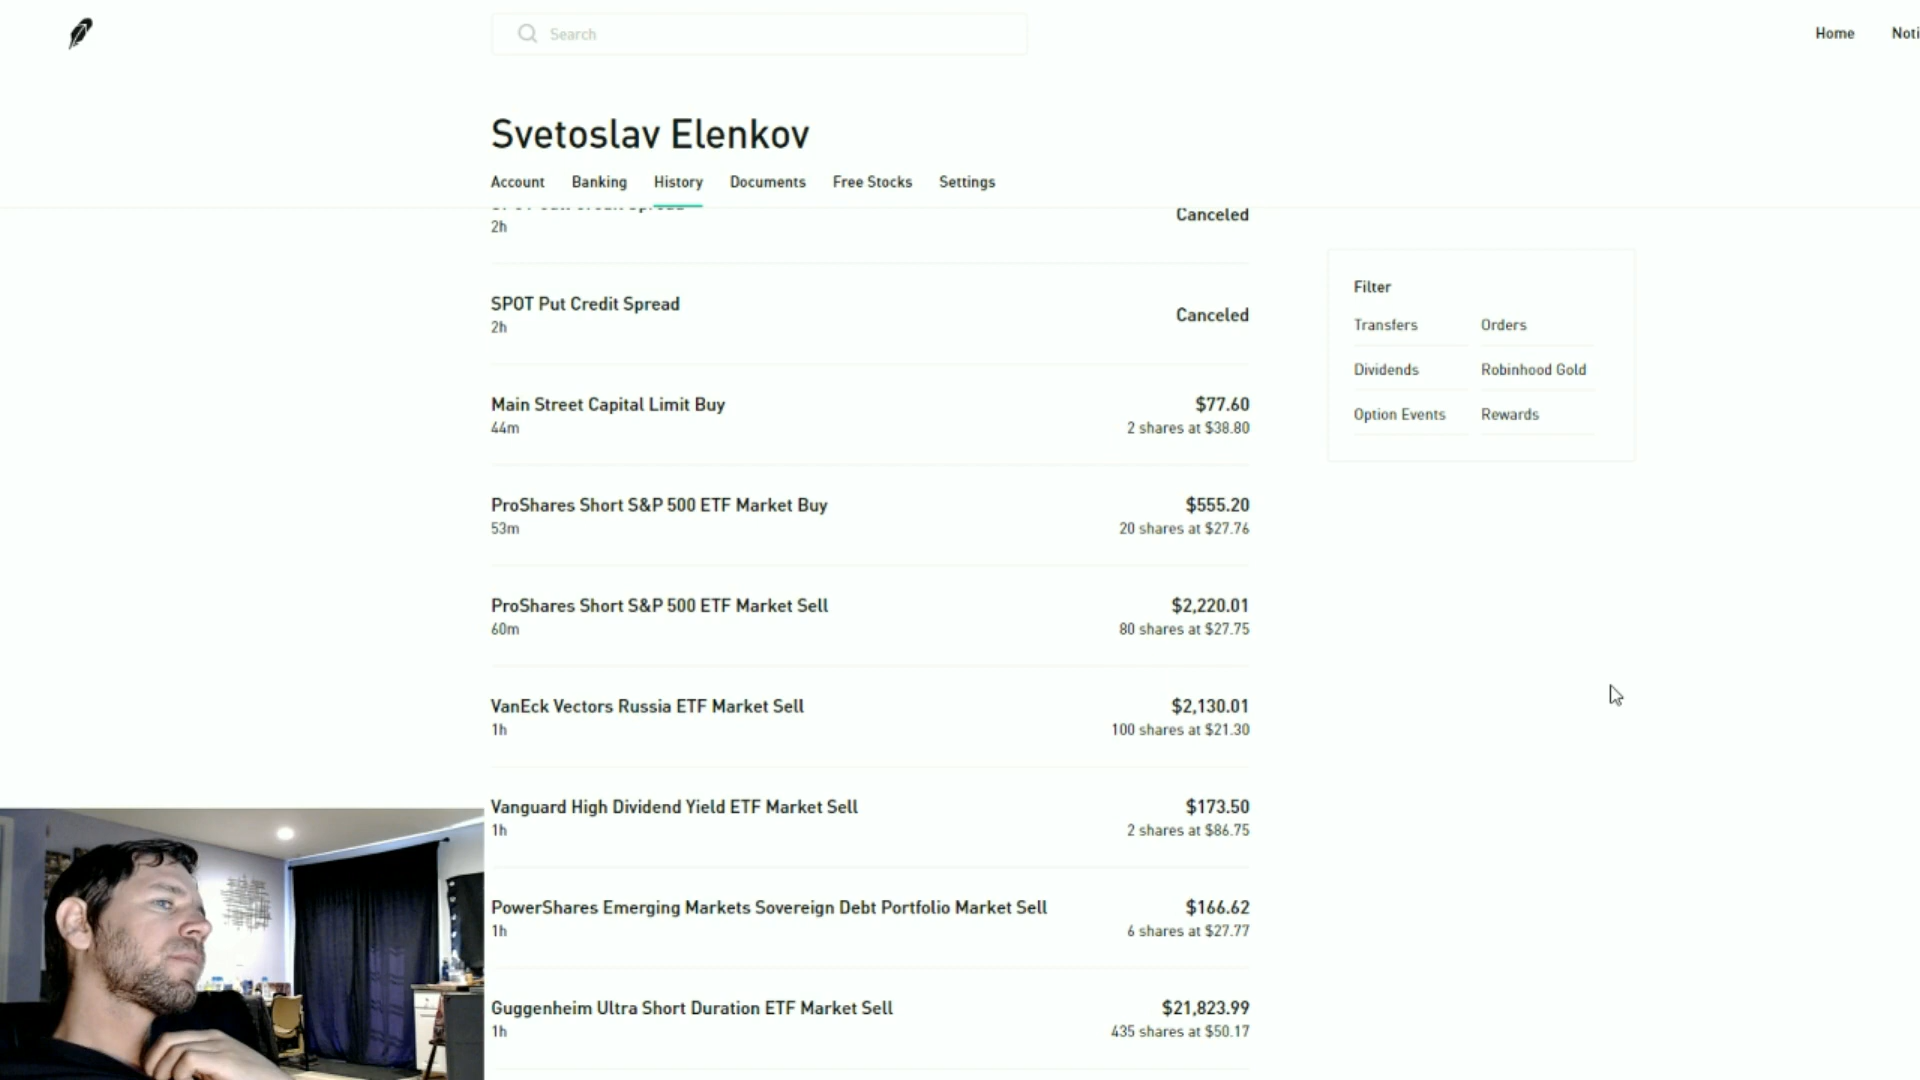 Search
Home
Noti
Svetoslav Elenkov
Account Banking History Documents Free Stocks Settings
Canceled
2h
SPOT Put Credit Spread
2h
Canceled
Main Street Capital Limit Buy
44m
$77.60
2 shares at $38.80
ProShares Short S&P 500 ETF Market Buy
53m
$555.20
20 shares at $27.76
ProShares Short S&P 500 ETF Market Sell
60m
$2,220.01
80 shares at $27.75
VanEck Vectors Russia ETF Market Sell
1h
$2,130.01
100 shares at $21.30
Vanguard High Dividend Yield ETF Market Sell
1h
$173.50
2 shares at $86.75
PowerShares Emerging Markets Sovereign Debt Portfolio Market Sell
1h
$166.62
6 shares at $27.77
Guggenheim Ultra Short Duration ETF Market Sell
1h
$21,823.99
435 shares at $50.17
Filter
Transfers Orders
Dividends Robinhood Gold
Option Events Rewards